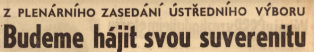 Z PLENÁRNÍHO ZASEDÁNÍ ÚSTŘEDNÍHO VÝBORU
Budeme hájit svou suverenitu